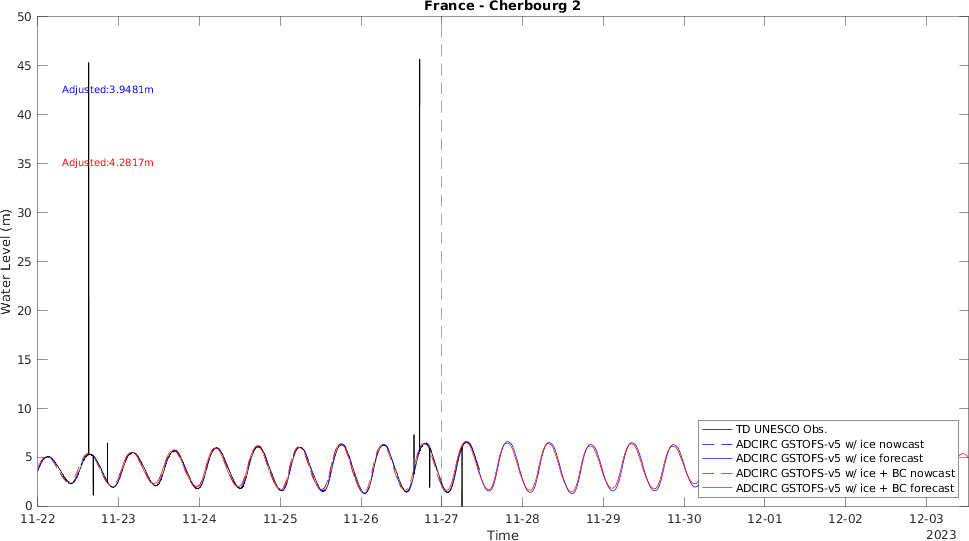 France - Cherbourg 2
50
45
40
35
30
25
20
15
10
5
0
Water Level (m)
Adjusted:3.9481m
Adjusted:4.2817m
TD UNESCO Obs.
ADCIRC GSTOFS-v5 w/ ice nowcast
ADCIRC GSTOFS-v5 w/ ice forecast
ADCIRC GSTOFS-v5 w/ ice + BC nowcast
ADCIRC GSTOFS-v5 w/ ice + BC forecast
11-22 11-23 11-24 11-25 11-26 11-27 11-28 11-29 11-30 12-01 12-02 12-03
Time
2023